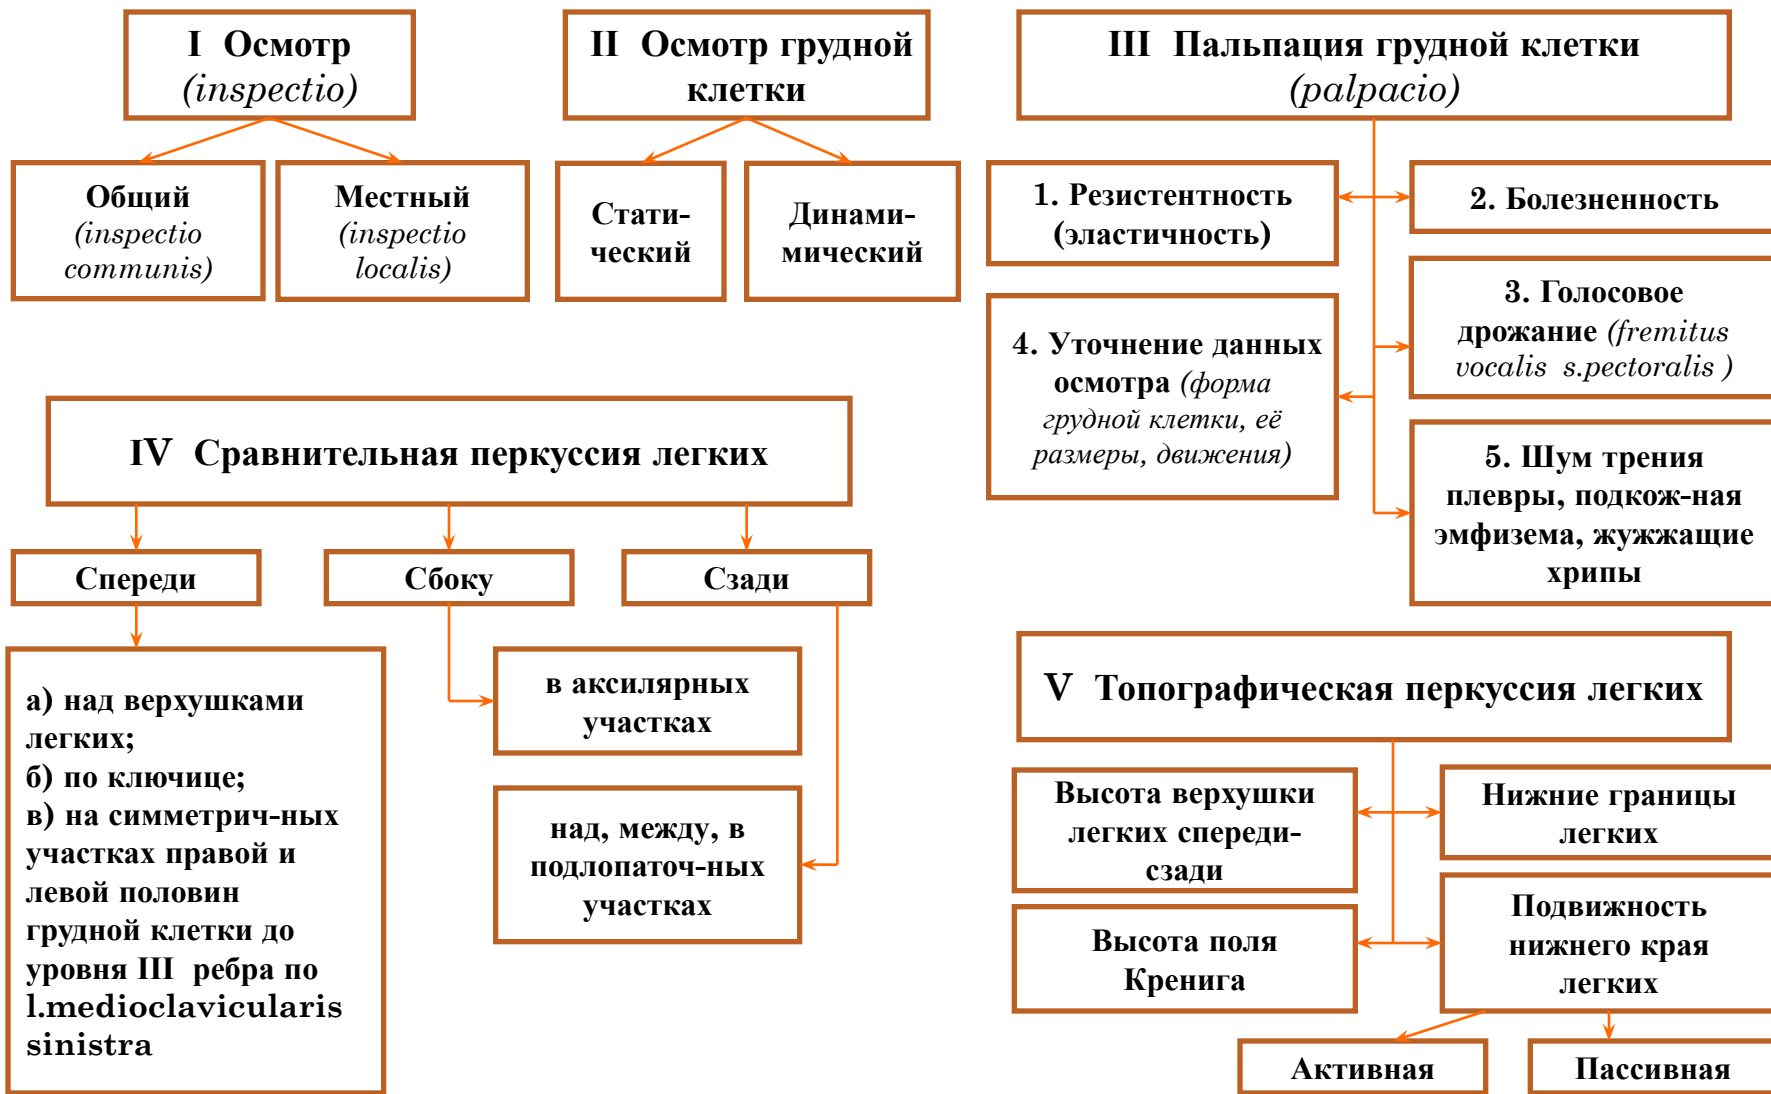 I Осмотр
(inspectio)
Общий
(inspectio
communis)
Местный
(inspectio
localis)
II Осмотр грудной
клетки
Стати-
ческий
Динами-
мический
III Пальпация грудной клетки
(palpacio)
1. Резистентность
(эластичность)
2. Болезненность
3. Голосовое
дрожание (fremitus
vocalis s.pectoralis )
4. Уточнение данных
осмотра (форма
грудной клетки, её
размеры, движения)
5. Шум трения
плевры, подкож-ная
эмфизема, жужжащие
хрипы
IV Сравнительная перкуссия легких
Спереди
Сбоку
Сзади
а) над верхушками
легких;
б) по ключице;
в) на симметрич-ных
участках правой и
левой половин
грудной клетки до
уровня III ребра по
l.medioclavicularis
sinistra
в аксилярных
участках
над, между, в
подлопаточ-ных
участках
V Топографическая перкуссия легких
Высота верхушки
легких спереди-
сзади
Нижние границы
легких
Высота поля
Кренига
Подвижность
нижнего края
легких
Активная
Пассивная